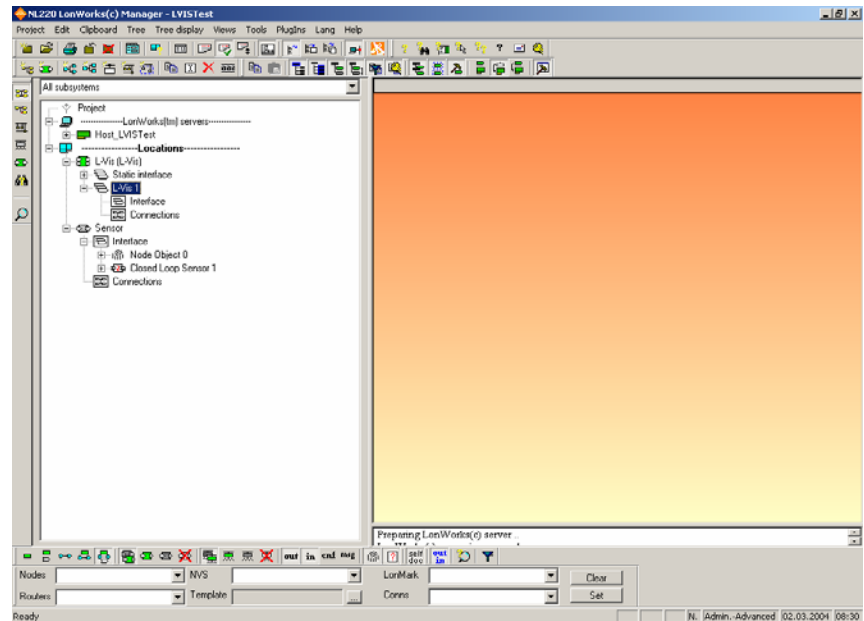 NL220 LonWorks(c) Manager - LVISTest
Project Edit Clipboard Tree Tree display Views Tools PlugIns Lang Help
All subsystems
Project
----------------LonWorks(tm) servers----------------
Host_LVISTest
-----------------Locations-----------------
L-Vis (L-Vis)
Static interface
L-Vis 1
Interface
Connections
Sensor
Interface
Node Object 0
Closed Loop Sensor 1
Connections
Preparing LonWorks(c) server ..
out in cnd msg self doc out in
Nodes NVS LonMark Clear
Routers Template ... Conns Set
Ready N. Admin.-Advanced 02.03.2004 08:30